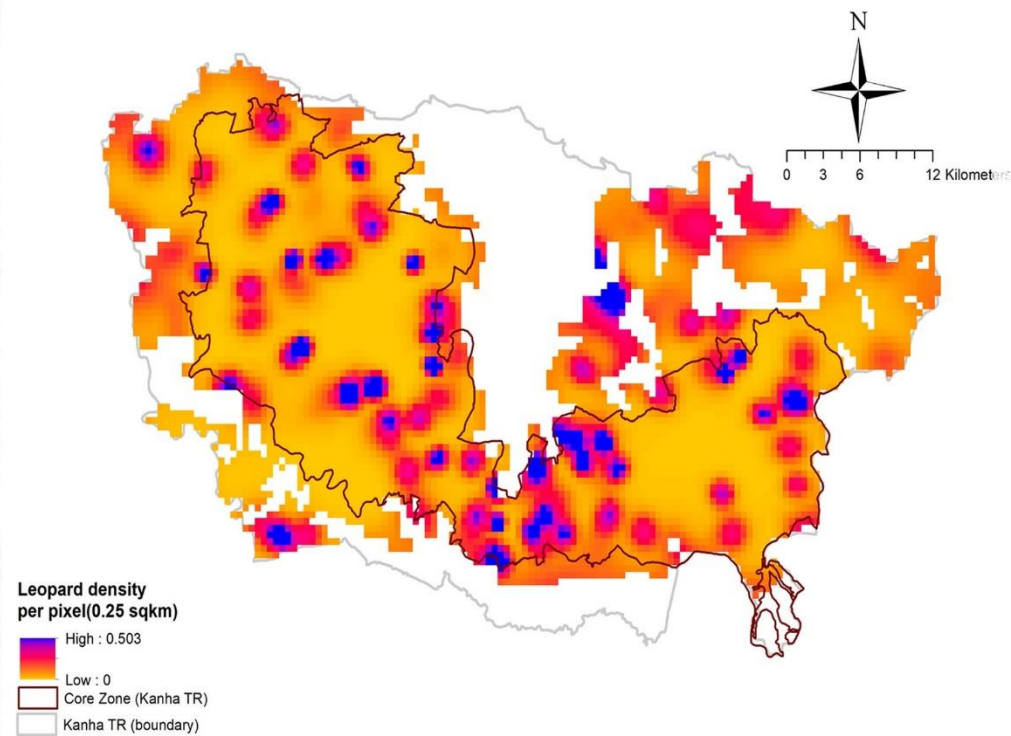 N
0 3 6 12 Kilometers
Leopard density
per pixel(0.25 sqkm)
High : 0.503
Low : 0
Core Zone (Kanha TR)
Kanha TR (boundary)